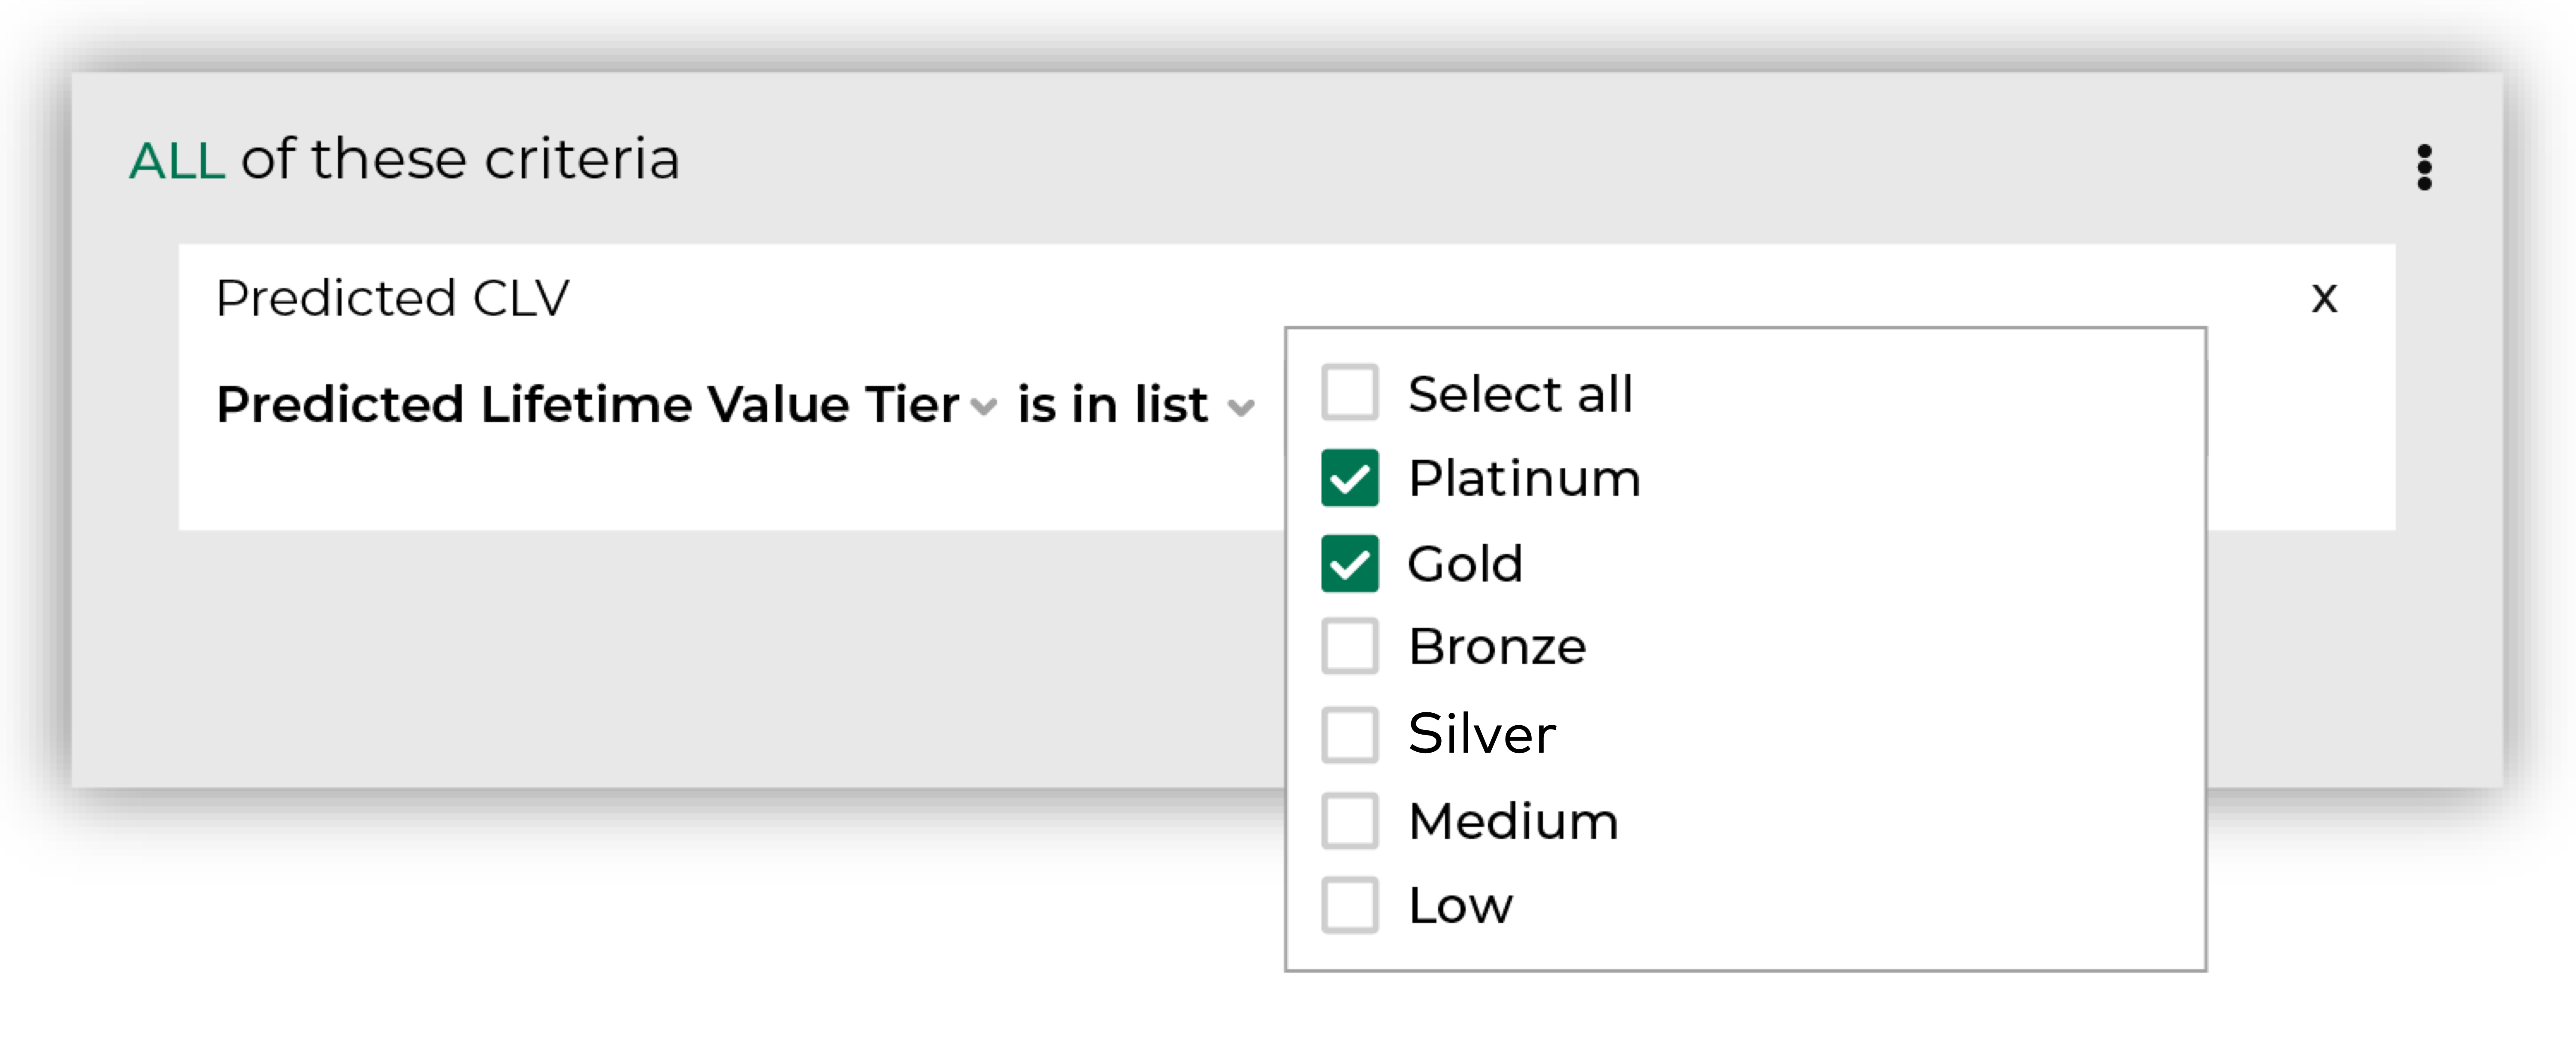 ALL of these criteria
Predicted CLV
x
Predicted Lifetime Value Tier is in list
Select all
Platinum
Gold
Bronze
Silver
Medium
Low